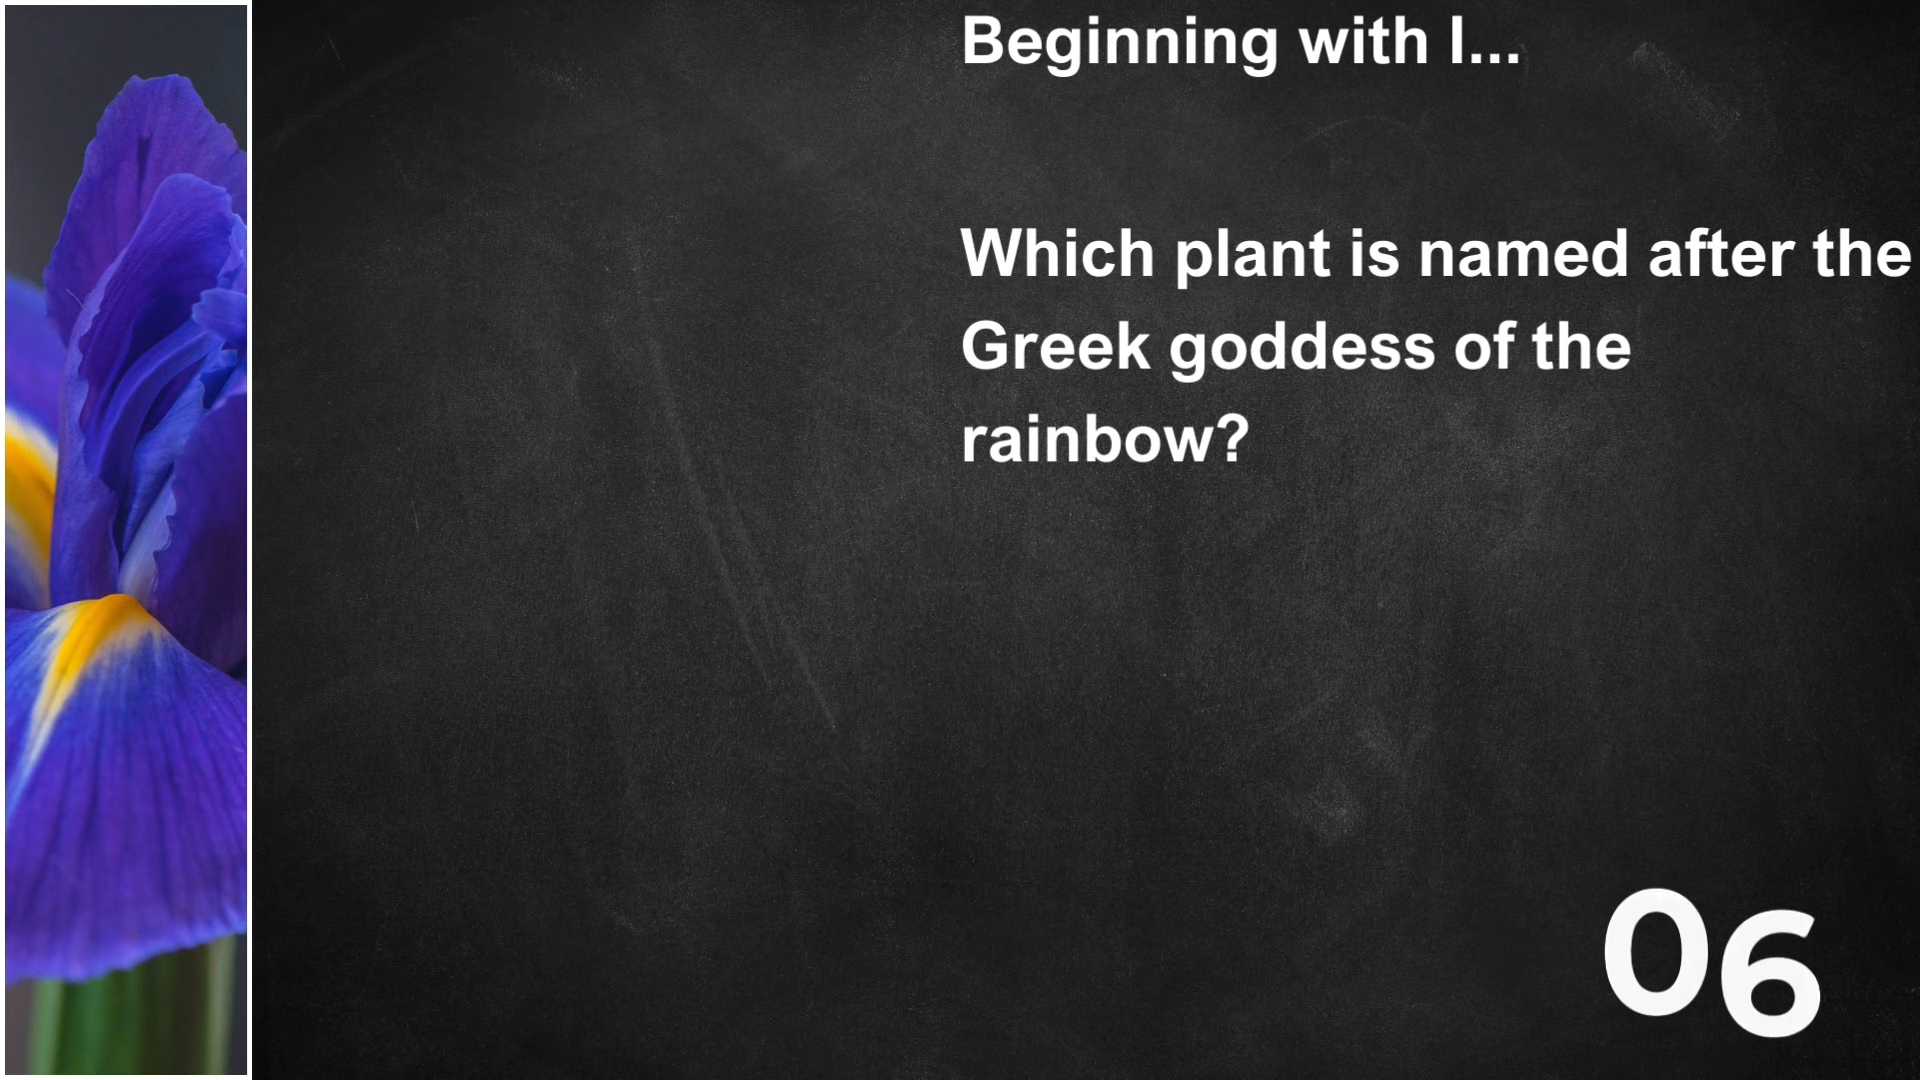 Beginning with I...
Which plant is named after the
Greek goddess of the
rainbow?
06